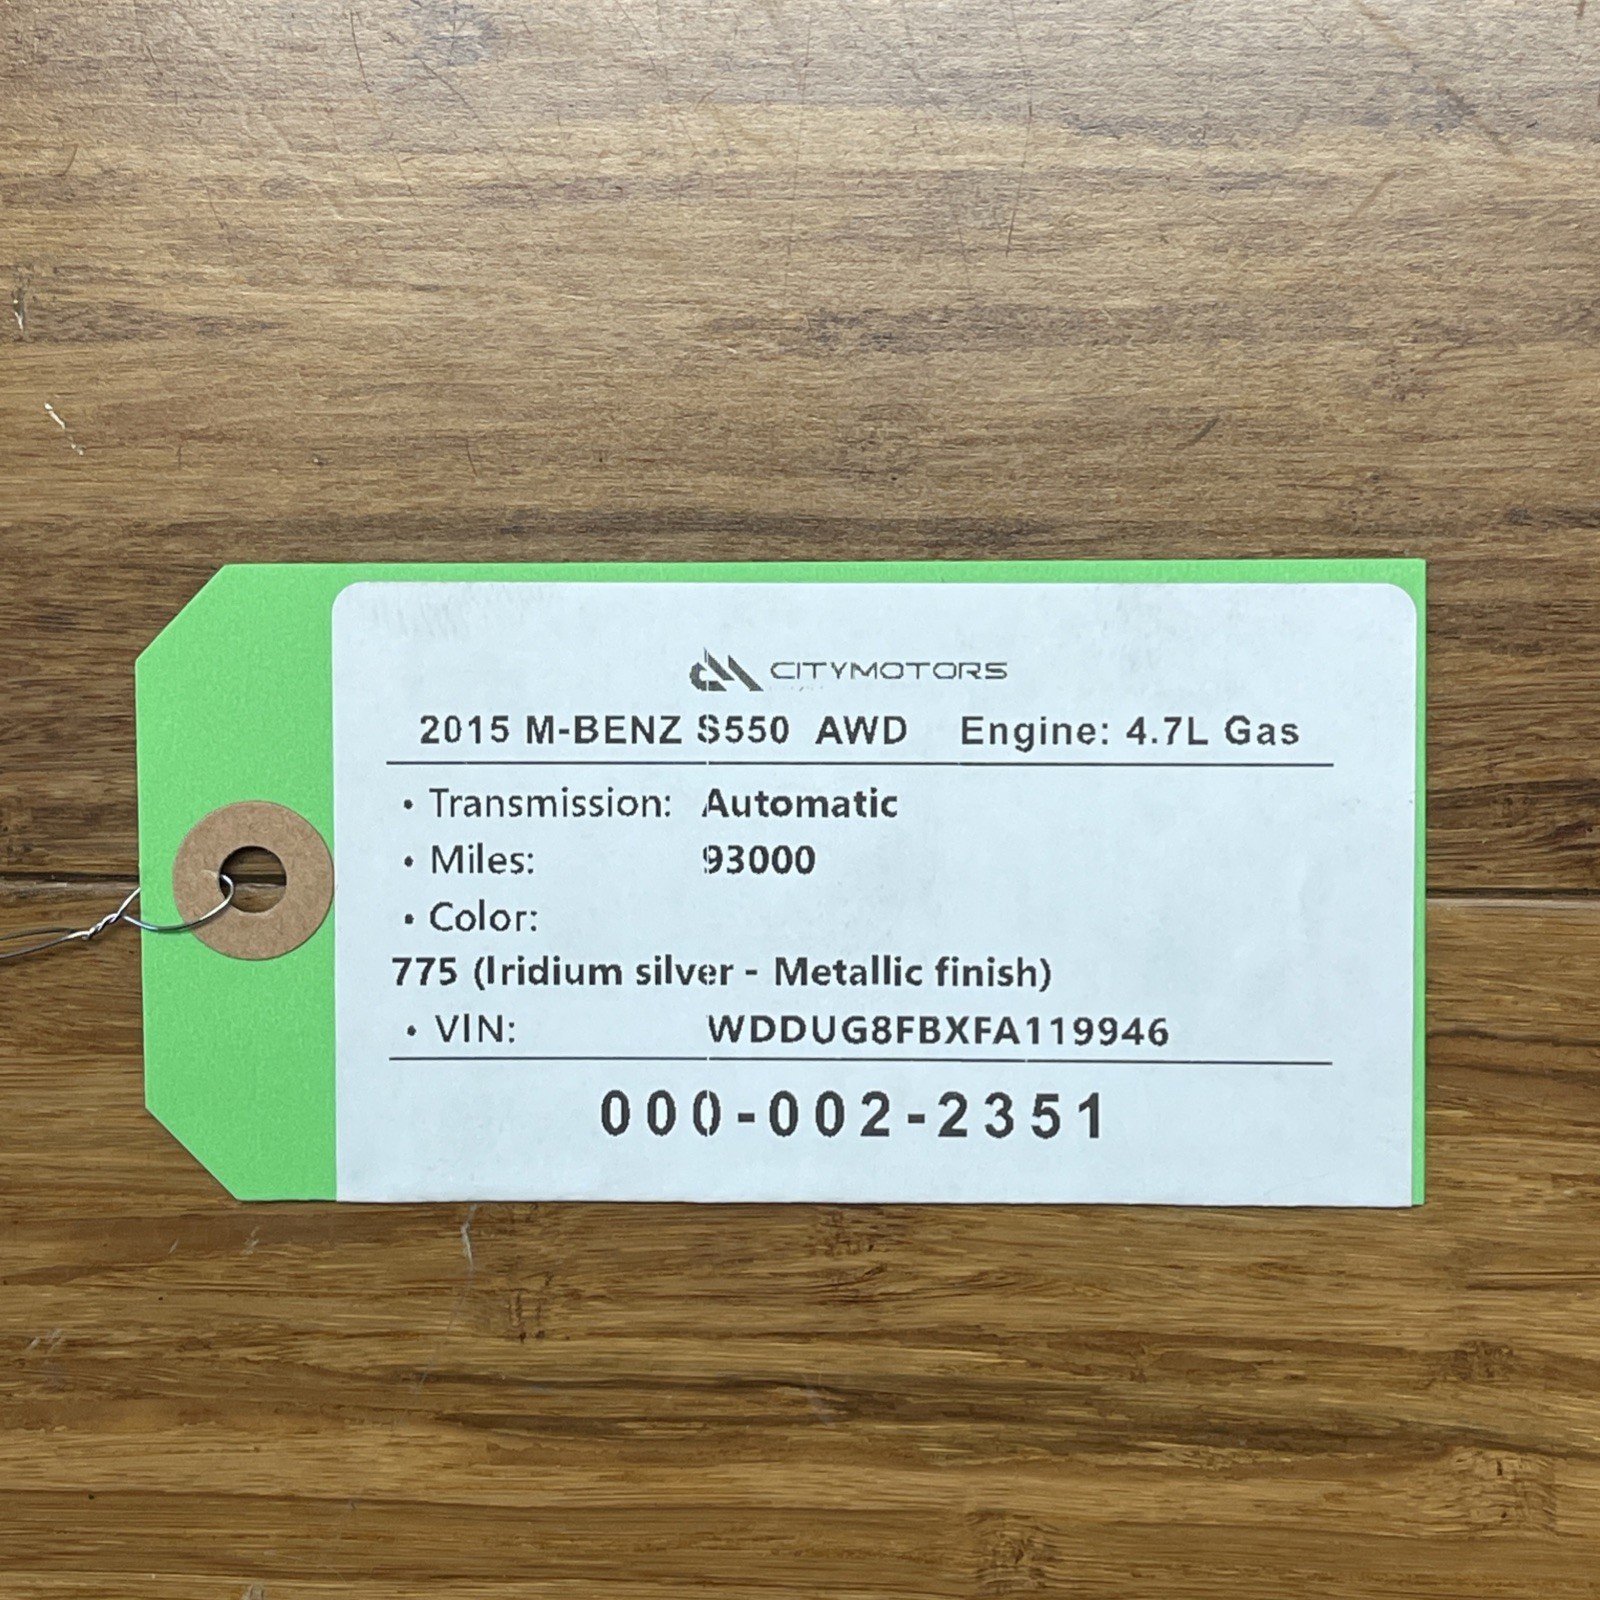 CITYMOTORS
2015 M-BENZ S550 AWD Engine: 4.7L Gas
• Transmission: Automatic
• Miles: 93000
• Color:
775 (Iridium silver - Metallic finish)
• VIN: WDDUG8FBXFA119946
000-002-2351